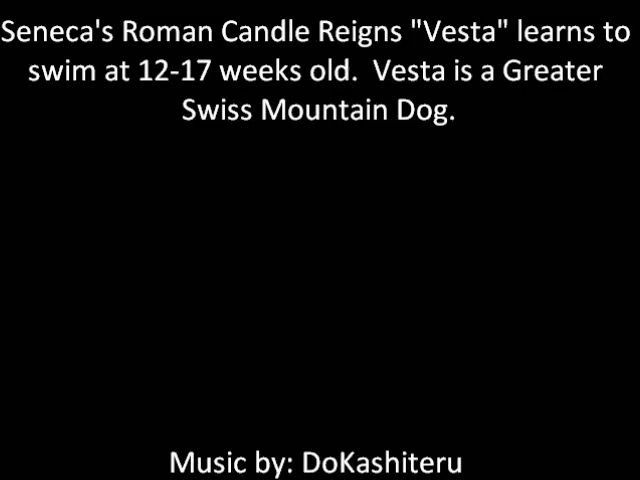 Seneca's Roman Candle Reigns "Vesta" learns to
swim at 12-17 weeks old.  Vesta is a Greater
Swiss Mountain Dog.
Music by: DoKashiteru